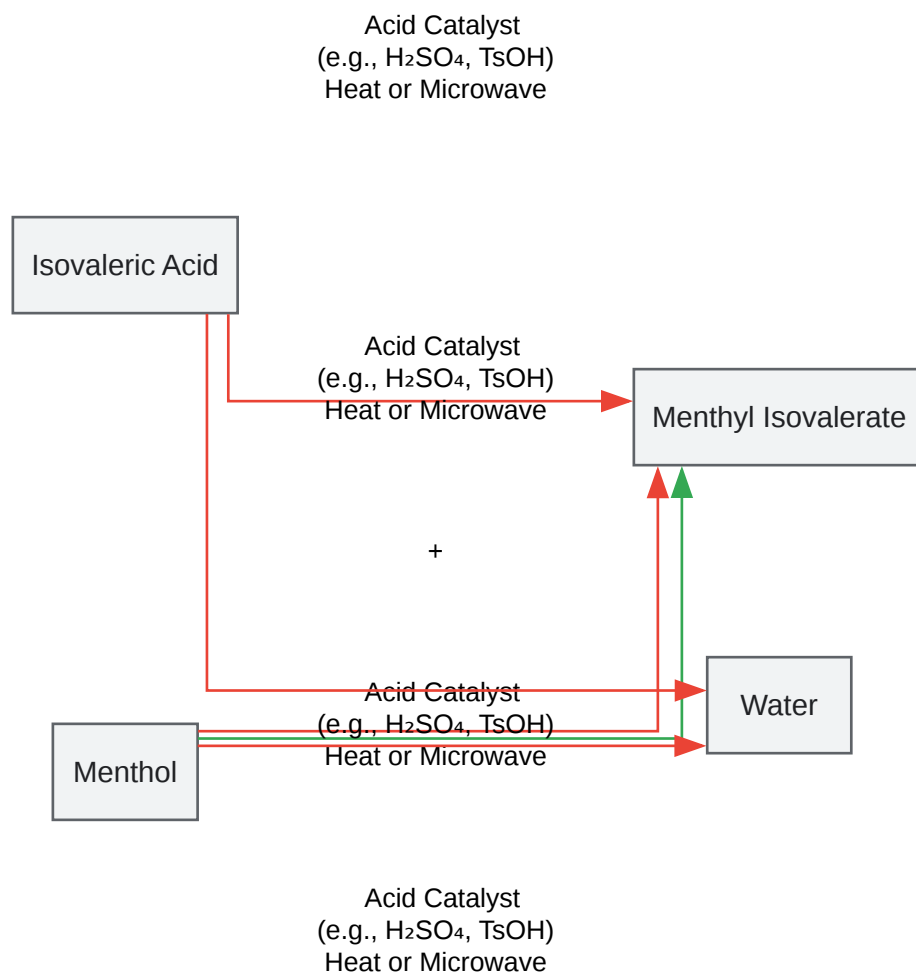 Acid Catalyst
(e.g., H₂SO₄, TsOH)
Heat or Microwave
Isovaleric Acid
Acid Catalyst
(e.g., H₂SO₄, TsOH)
Heat or Microwave
Menthyl Isovalerate
+
Acid Catalyst
(e.g., H₂SO₄, TsOH)
Heat or Microwave
Water
Menthol
Acid Catalyst
(e.g., H₂SO₄, TsOH)
Heat or Microwave